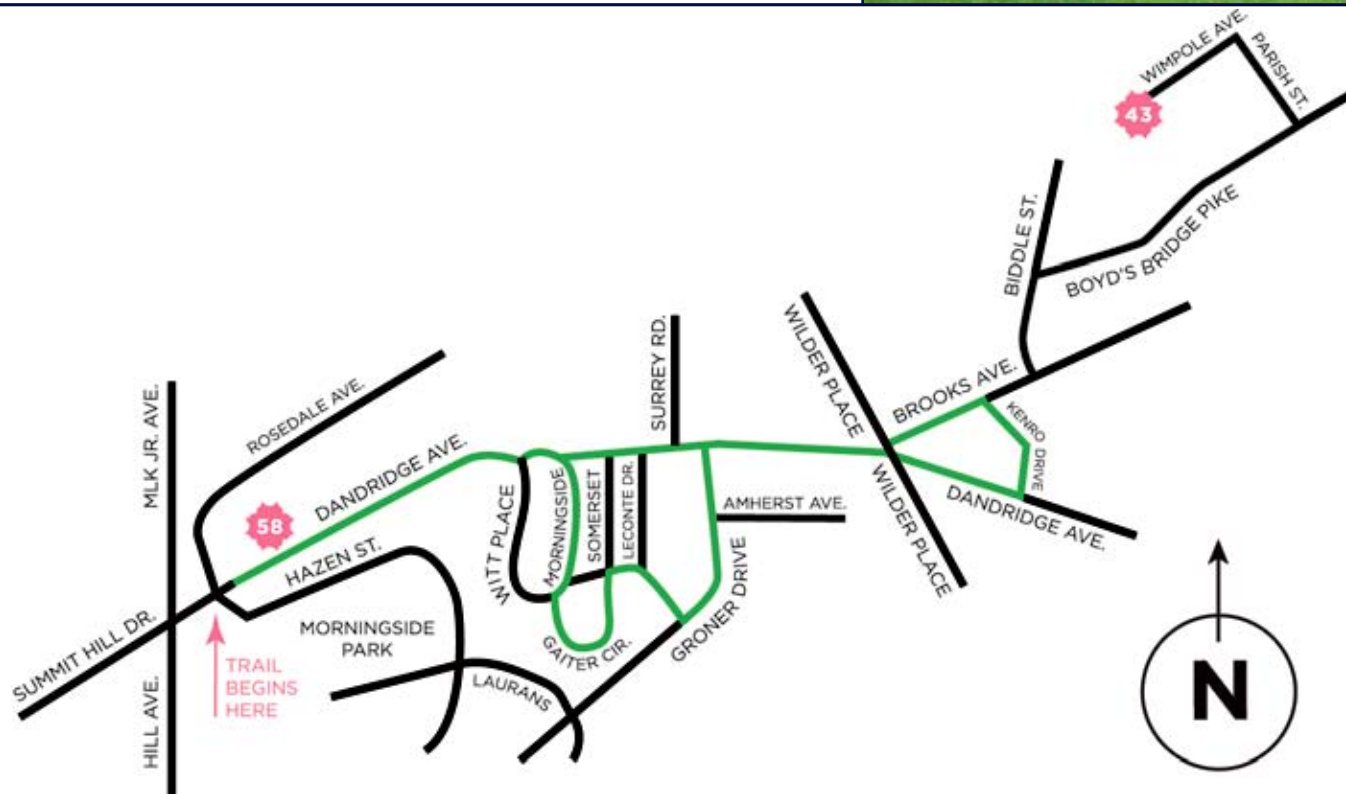 WIMPOLE AVE.
PARISH ST.
43
BIDDLE ST.
BOYD'S BRIDGE PIKE
WILDER PLACE
SURREY RD.
BROOKS AVE.
KENRO DRIVE
MLK JR. AVE.
ROSEDALE AVE.
DANDRIDGE AVE.
58
HAZEN ST.
WITT PLACE
MORNINGSIDE
SOMERSET
LECONTE DR.
AMHERST AVE.
WILDER PLACE
DANDRIDGE AVE.
SUMMIT HILL DR.
MORNINGSIDE
PARK
GAITER CIR.
GRONER DRIVE
TRAIL
BEGINS
HERE
LAURANS
HILL AVE.
N